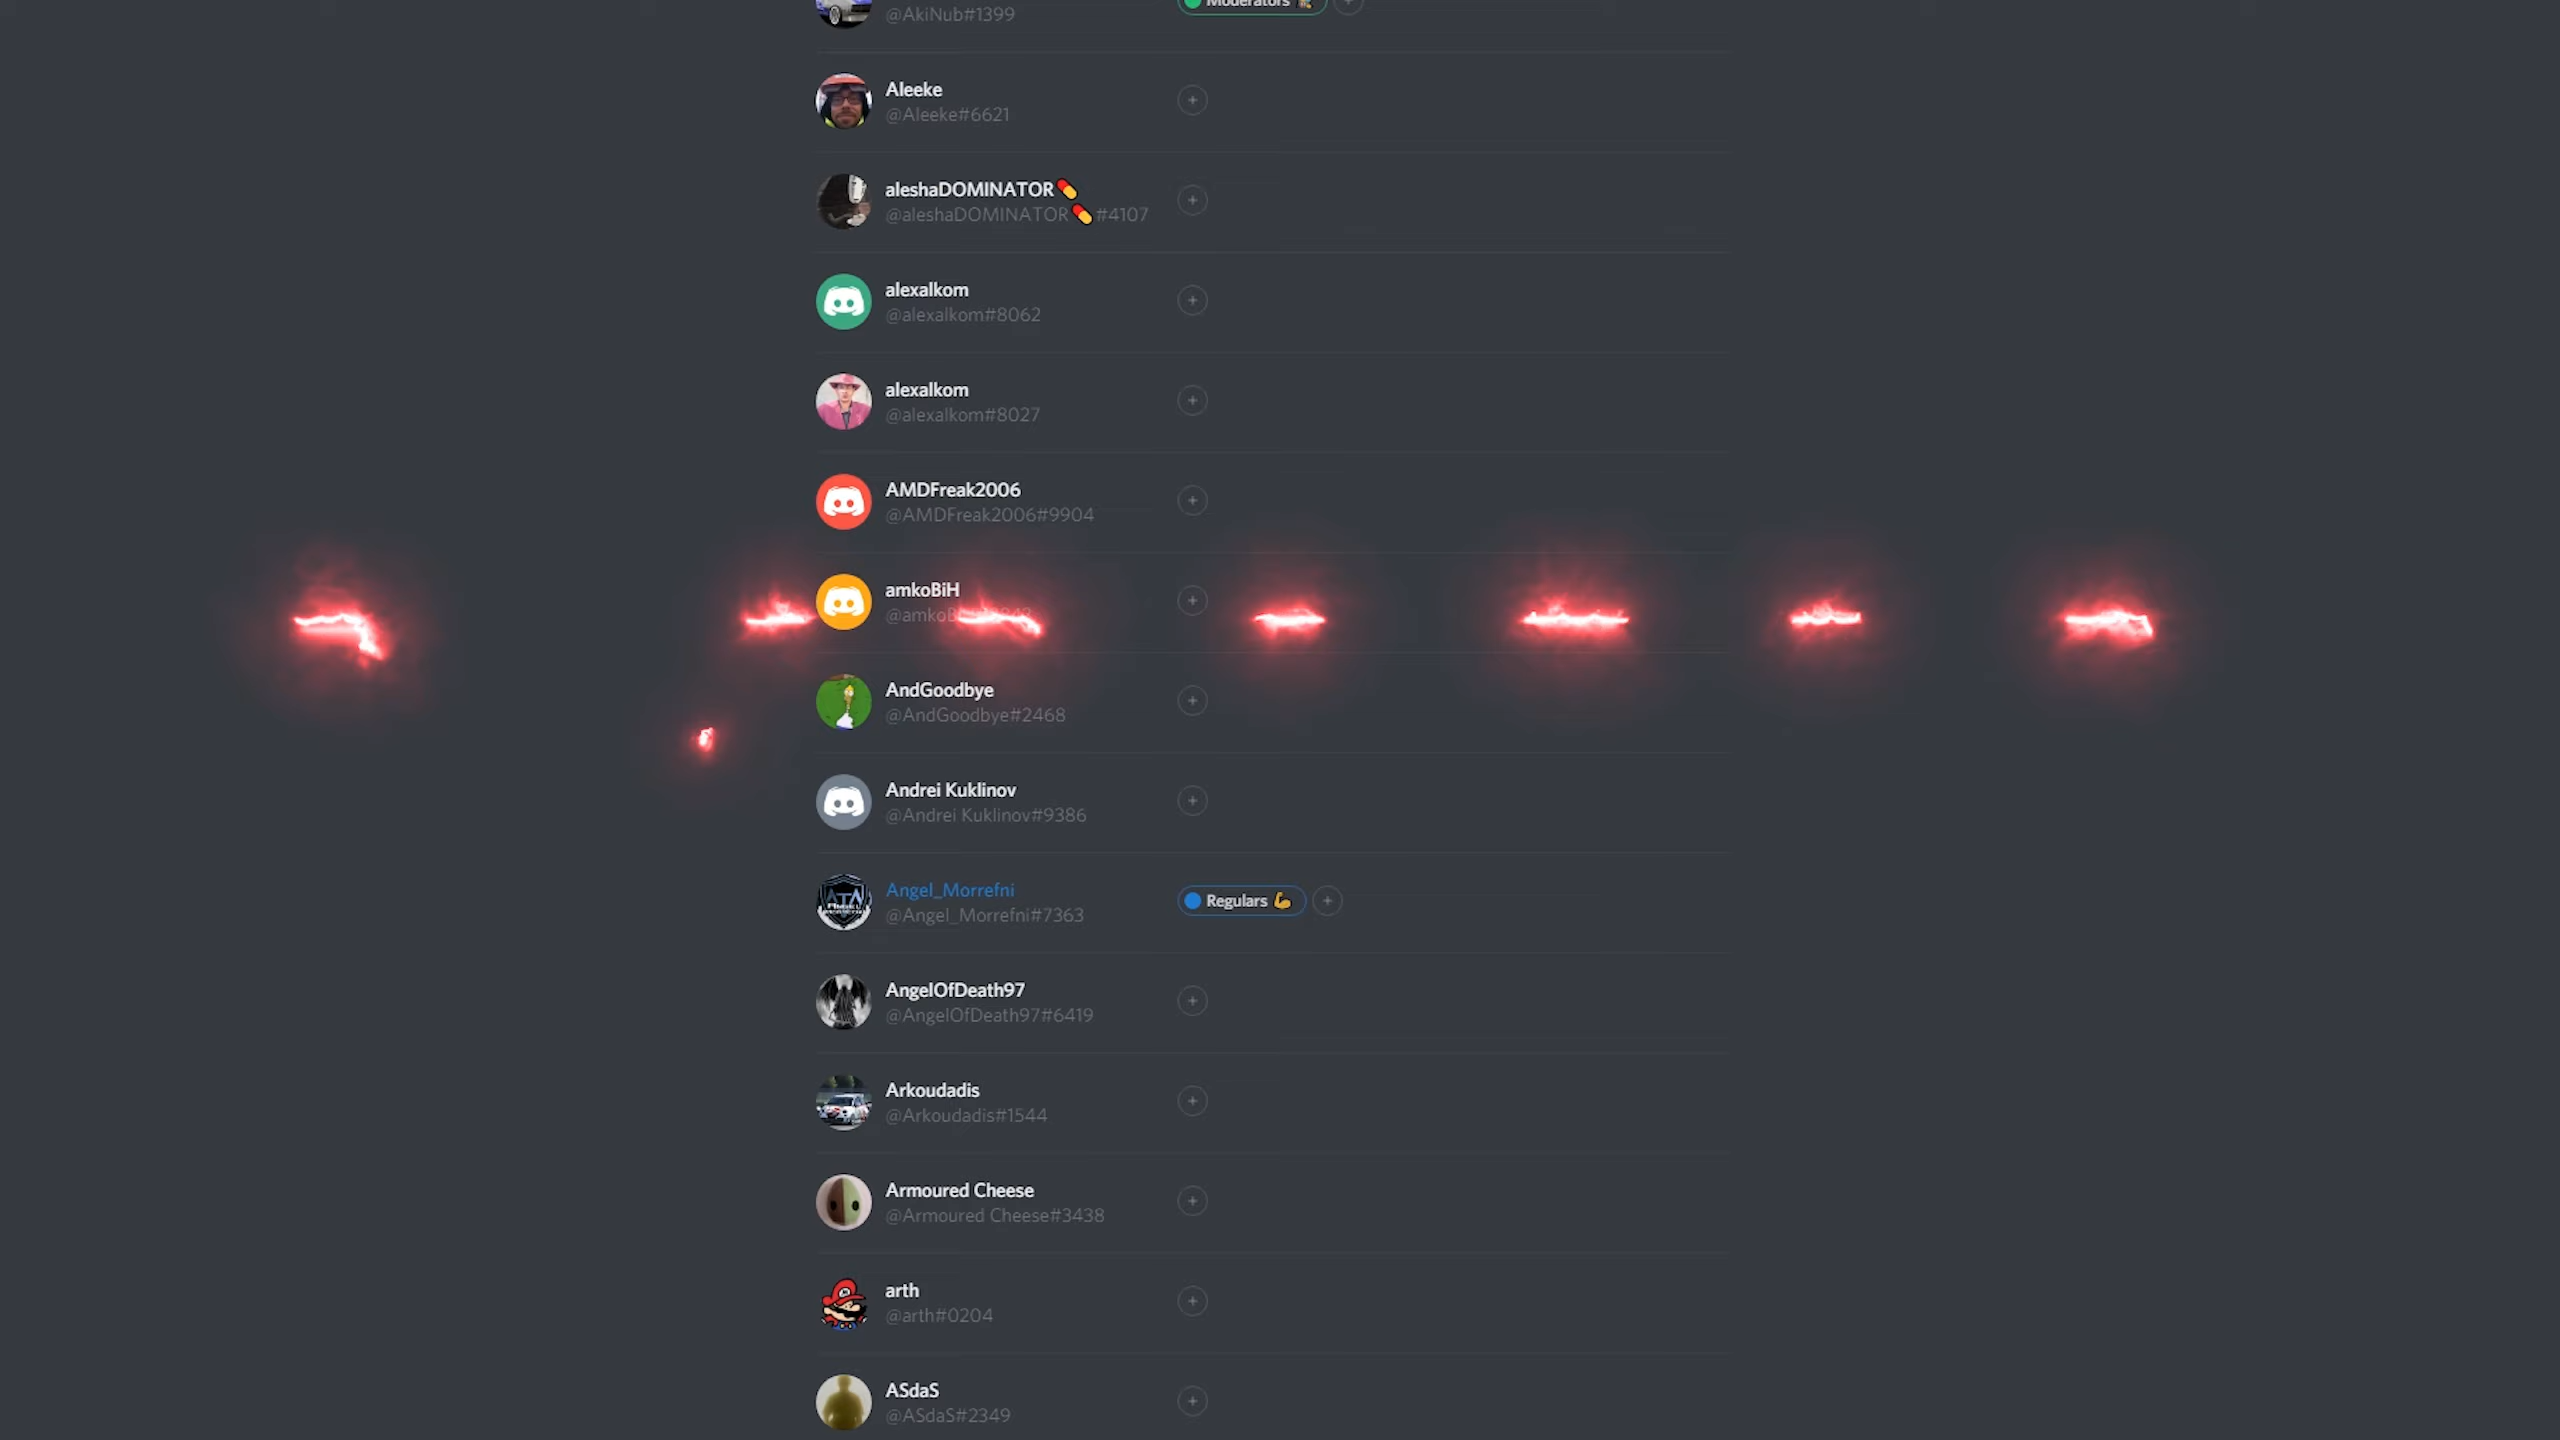 @AkiNub#1399
Moderators
Aleeke
@Aleeke#6621
aleshaDOMINATOR💊
@aleshaDOMINATOR💊#4107
alexalkom
@alexalkom#8062
alexalkom
@alexalkom#8027
AMDFreak2006
@AMDFreak2006#9904
amkoBiH
AndGoodbye
@AndGoodbye#2468
Andrei Kuklinov
@Andrei Kuklinov#9386
Angel_Morrefni
@Angel_Morrefni#7363
Regulars 💪
AngelOfDeath97
@AngelOfDeath97#6419
Arkoudadis
@Arkoudadis#1544
Armoured Cheese
@Armoured Cheese#3438
arth
@arth#0204
ASdaS
@ASdaS#2349